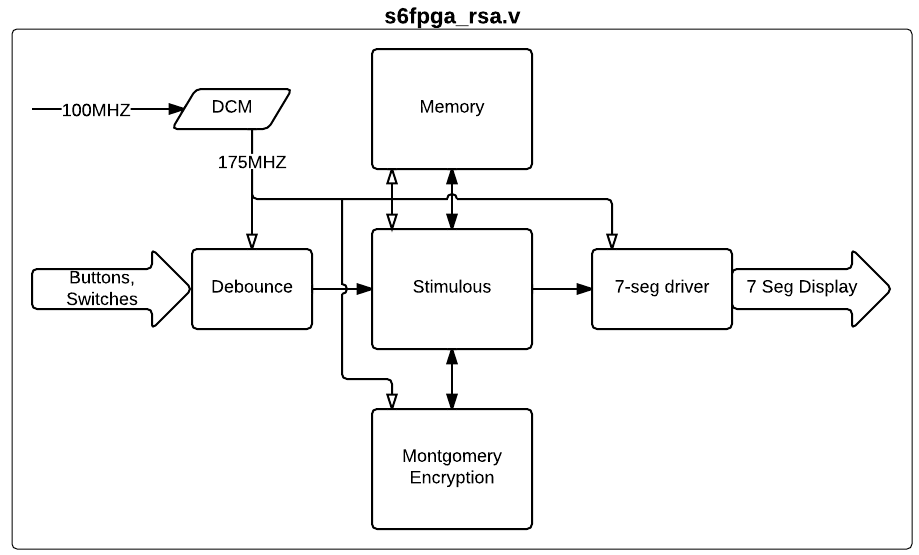 s6fpga_rsa.v
100MHZ
DCM
Memory
175MHZ
Buttons,
Switches
Debounce
Stimulous
7-seg driver
7 Seg Display
Montgomery
Encryption